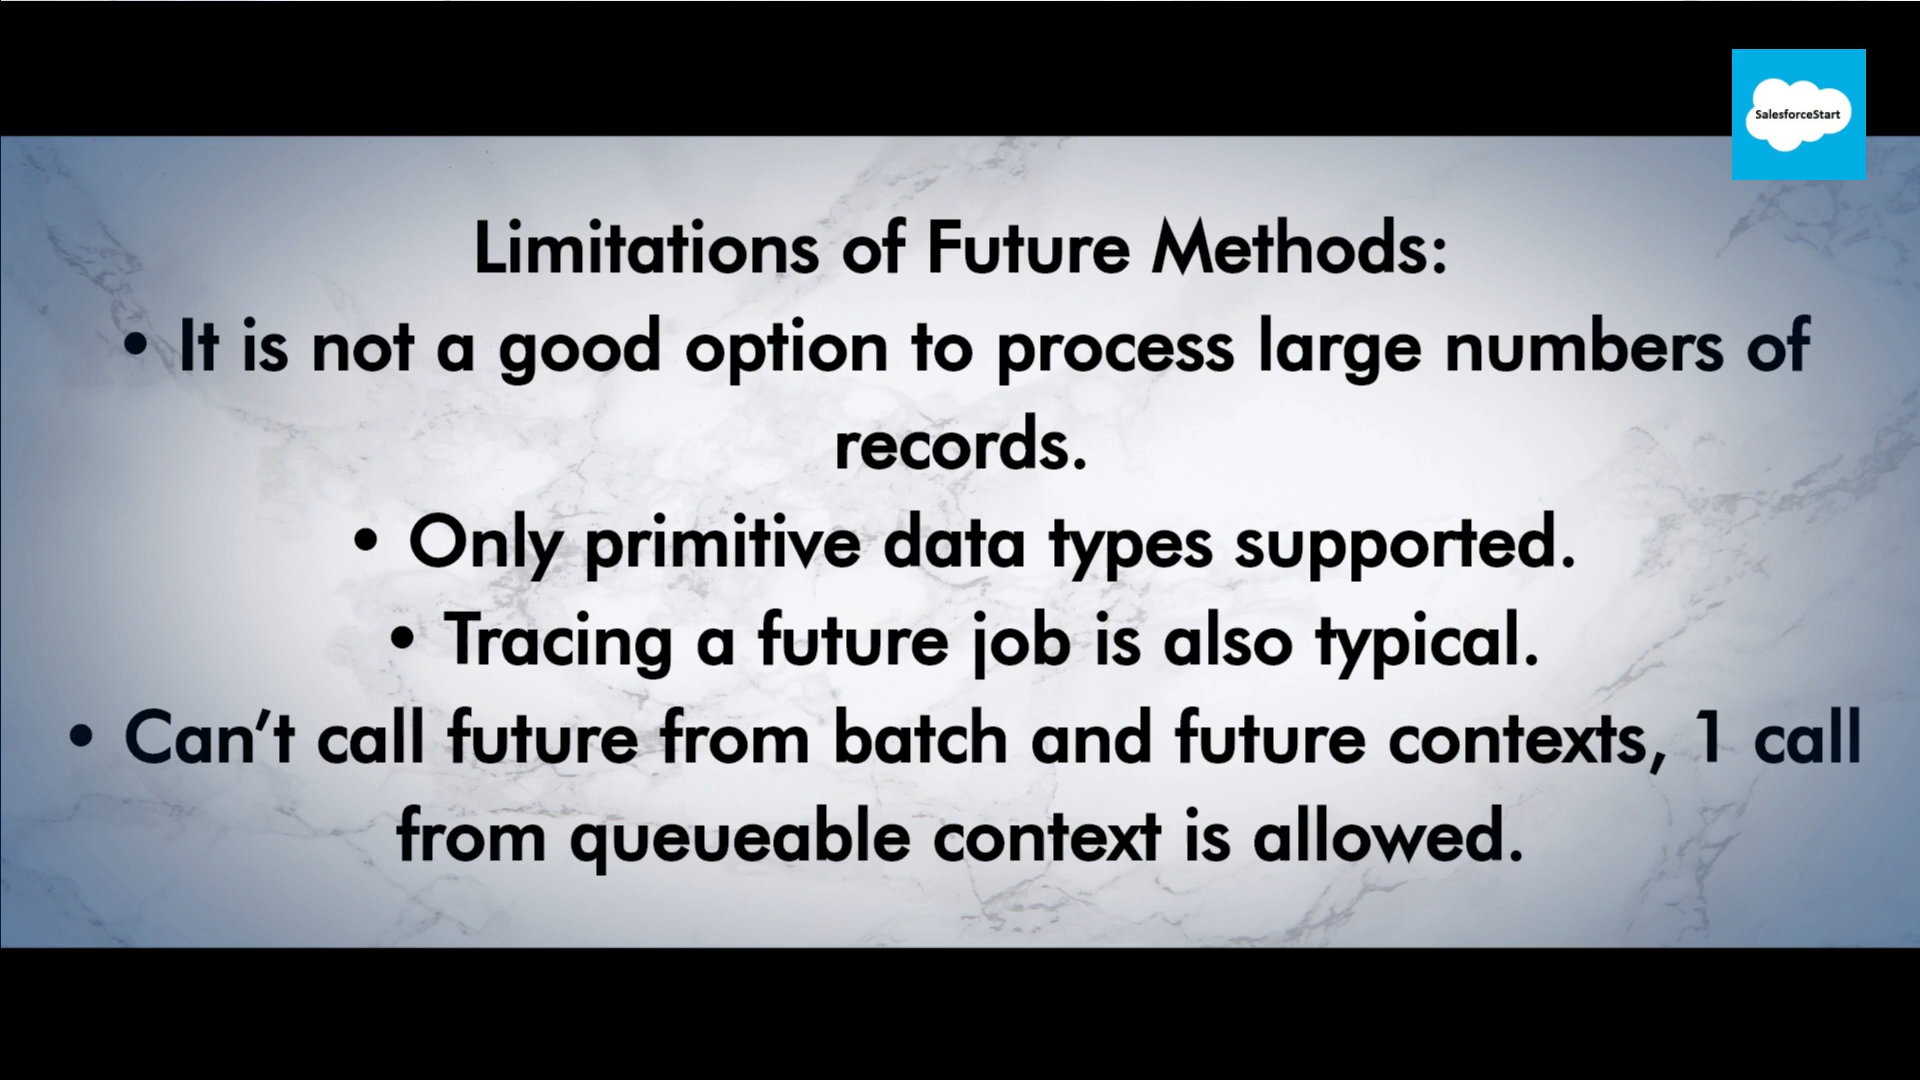 SalesforceStart
Limitations of Future Methods:
• It is not a good option to process large numbers of
records.
• Only primitive data types supported.
• Tracing a future job is also typical.
• Can’t call future from batch and future contexts, 1 call
from queueable context is allowed.